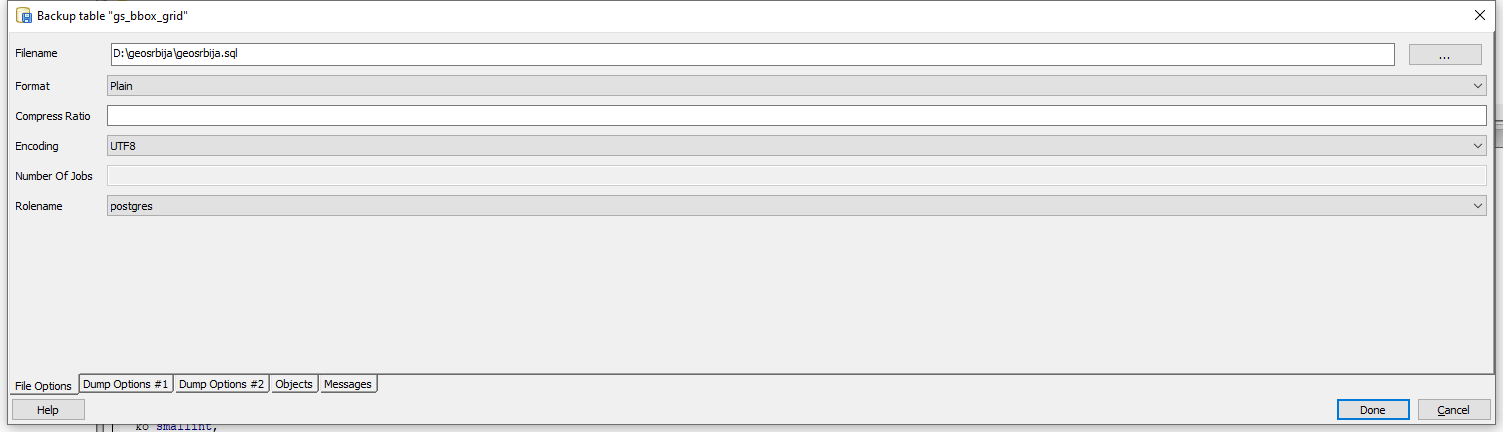 Backup table "gs_bbox_grid"
Filename D:\geosrbija\geosrbija.sql ...
Format Plain
Compress Ratio
Encoding UTF8
Number Of Jobs
Rolename postgres
File Options Dump Options #1 Dump Options #2 Objects Messages
Help Done Cancel
ko smallint,